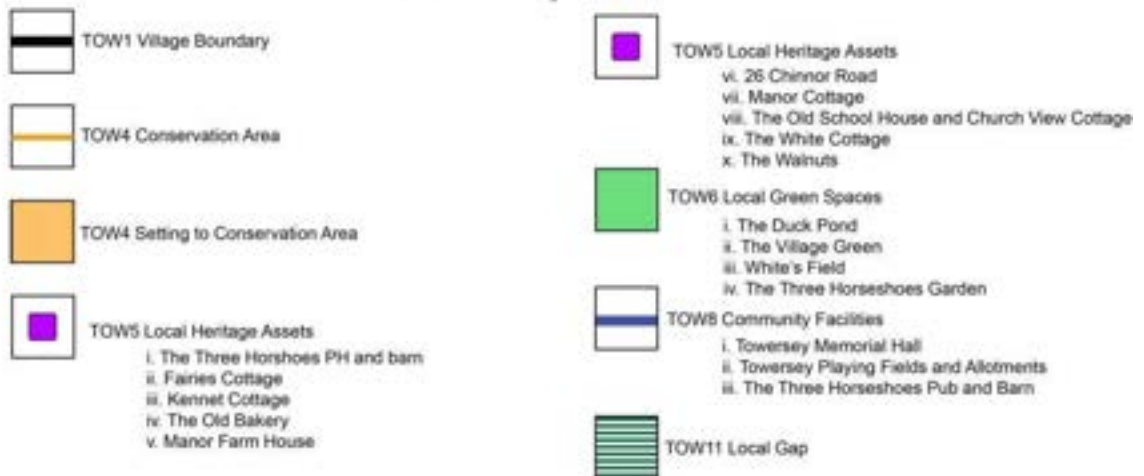 TOW1 Village Boundary
TOW4 Conservation Area
TOW4 Setting to Conservation Area
TOW5 Local Heritage Assets
i. The Three Horshoes PH and barn
ii. Fairies Cottage
iii. Kennet Cottage
iv. The Old Bakery
v. Manor Farm House
TOW5 Local Heritage Assets
vi. 26 Chinnor Road
vii. Manor Cottage
viii. The Old School House and Church View Cottage
ix. The White Cottage
x. The Walnuts
TOW6 Local Green Spaces
i. The Duck Pond
ii. The Village Green
iii. White's Field
iv. The Three Horseshoes Garden
TOW8 Community Facilities
i. Towersey Memorial Hall
ii. Towersey Playing Fields and Allotments
iii. The Three Horseshoes Pub and Barn
TOW11 Local Gap